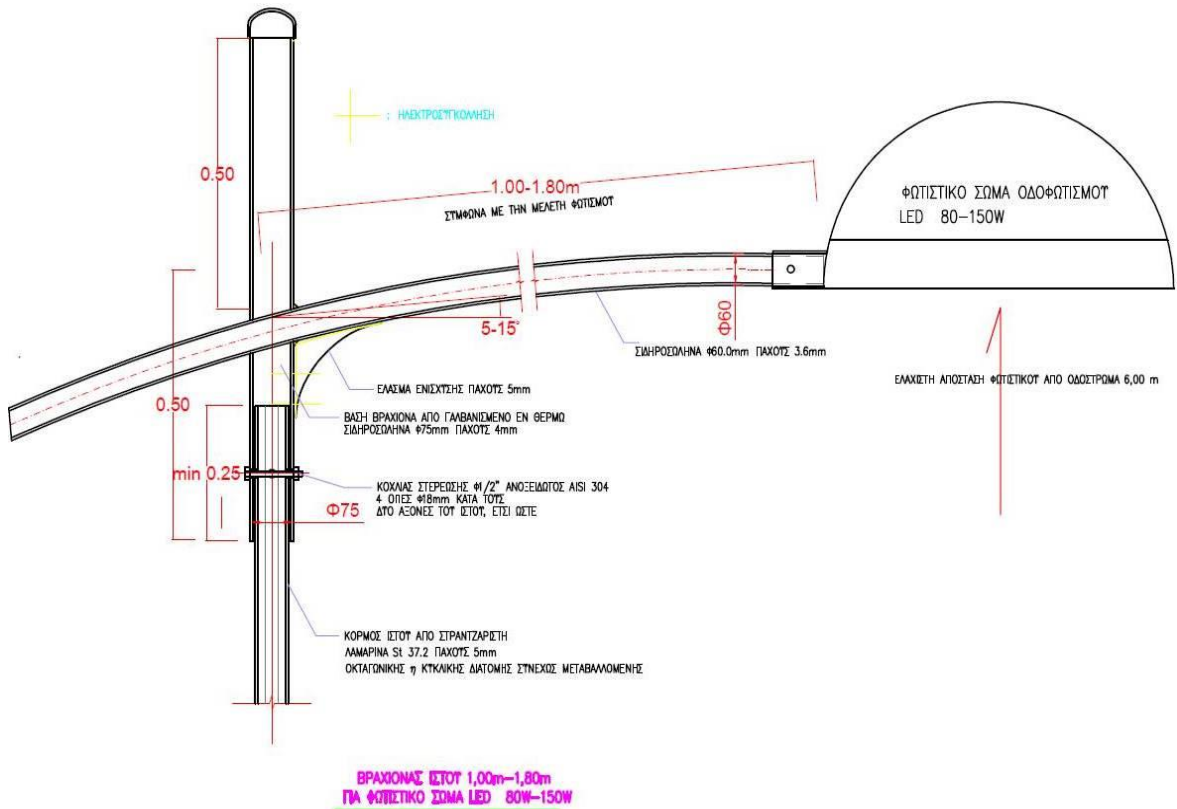 : ΗΛΕΚΤΡΟΣΥΓΚΟΛΛΗΣΗ
0.50
1.00-1.80m
ΣΥΜΦΩΝΑ ΜΕ ΤΗΝ ΜΕΛΕΤΗ ΦΩΤΙΣΜΟΥ
ΦΩΤΙΣΤΙΚΟ ΣΩΜΑ ΟΔΟΦΩΤΙΣΜΟΥ
LED 80-150W
5-15°
Φ60
ΣΙΔΗΡΟΣΩΛΗΝΑ Φ60.0mm ΠΑΧΟΥΣ 3.6mm
ΕΛΑΧΙΣΤΗ ΑΠΟΣΤΑΣΗ ΦΩΤΙΣΤΙΚΟΥ ΑΠΟ ΟΔΟΣΤΡΩΜΑ 6,00 m
ΕΛΑΣΜΑ ΕΝΙΣΧΥΣΗΣ ΠΑΧΟΥΣ 5mm
0.50
ΒΑΣΗ ΒΡΑΧΙΟΝΑ ΑΠΟ ΓΑΛΒΑΝΙΣΜΕΝΟ ΕΝ ΘΕΡΜΩ
ΣΙΔΗΡΟΣΩΛΗΝΑ Φ75mm ΠΑΧΟΥΣ 4mm
min 0.25
ΚΟΧΛΙΑΣ ΣΤΕΡΕΩΣΗΣ Φ1/2" ΑΝΟΞΕΙΔΩΤΟΣ AISI 304
4 ΟΠΕΣ Φ18mm ΚΑΤΑ ΤΟΥΣ
ΔΥΟ ΑΞΟΝΕΣ ΤΟΥ ΙΣΤΟΥ, ΕΤΣΙ ΩΣΤΕ
Φ75
ΚΟΡΜΟΣ ΙΣΤΟΥ ΑΠΟ ΣΤΡΑΝΤΖΑΡΙΣΤΗ
ΛΑΜΑΡΙΝΑ St 37.2 ΠΑΧΟΥΣ 5mm
ΟΚΤΑΓΩΝΙΚΗΣ η ΚΥΚΛΙΚΗΣ ΔΙΑΤΟΜΗΣ ΣΥΝΕΧΩΣ ΜΕΤΑΒΑΛΛΟΜΕΝΗΣ
ΒΡΑΧΙΟΝΑΣ ΙΣΤΟΥ 1,00m-1,80m
ΓΙΑ ΦΩΤΙΣΤΙΚΟ ΣΩΜΑ LED 80W-150W